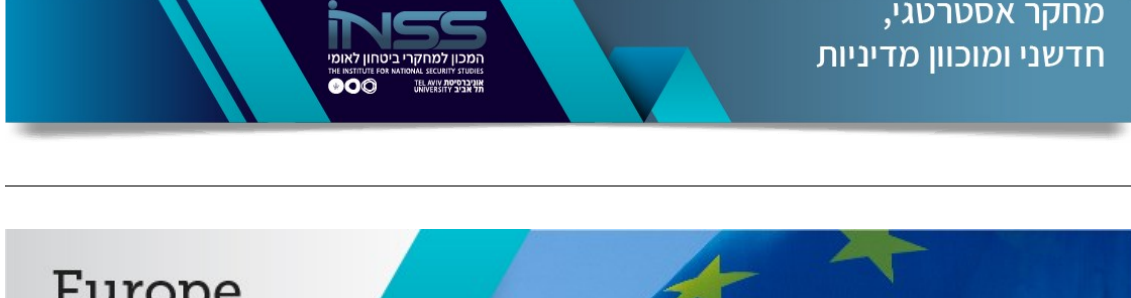 מחקר אסטרטגי,
חדשני ומוכוון מדיניות
INSS
המכון למחקרי ביטחון לאומי
THE INSTITUTE FOR NATIONAL SECURITY STUDIES
TEL AVIV אוניברסיטת
UNIVERSITY תל אביב
Europe